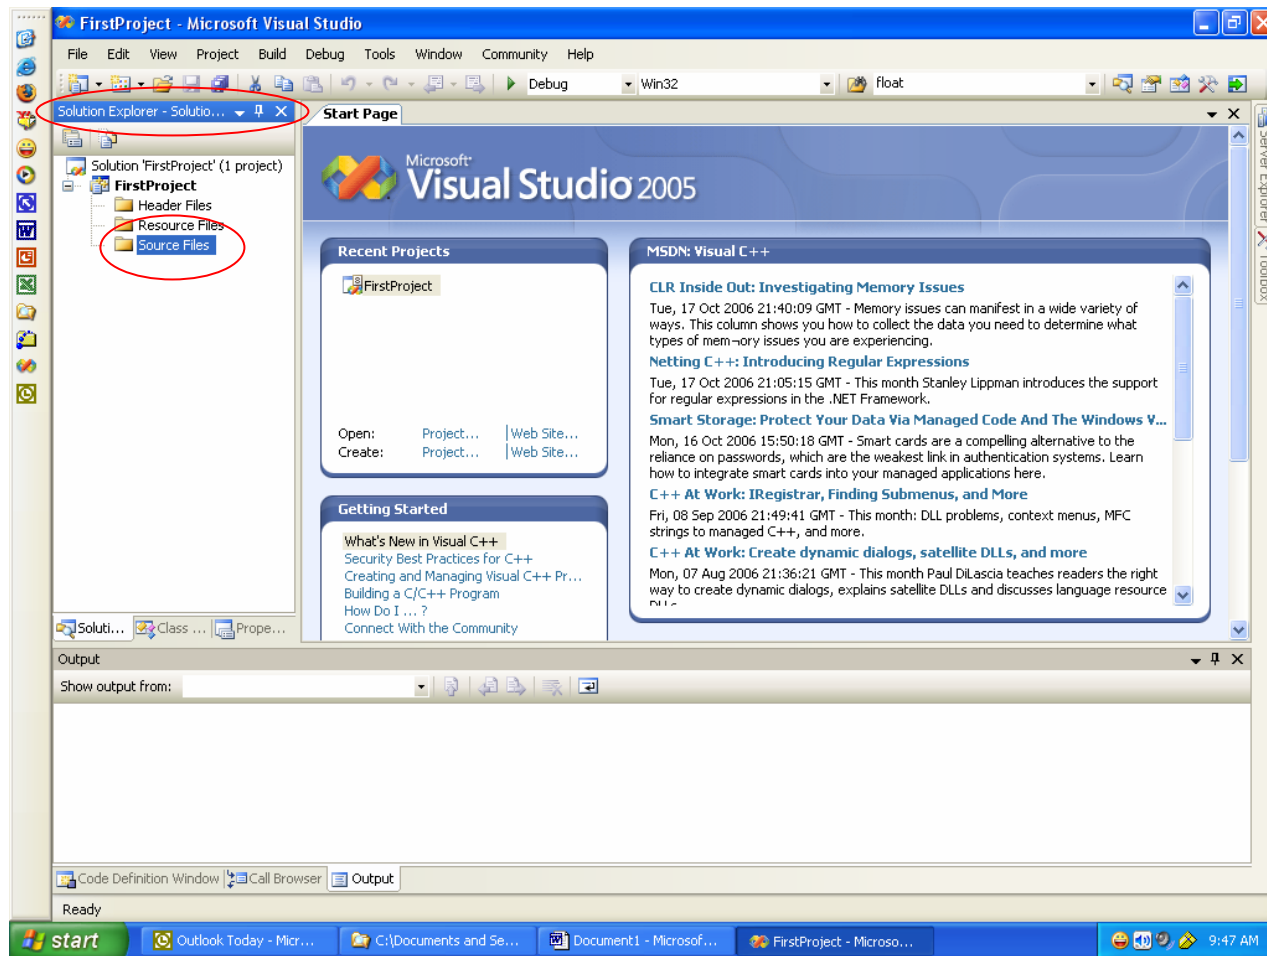 FirstProject - Microsoft Visual Studio
File Edit View Project Build Debug Tools Window Community Help
Debug Win32 float
Solution Explorer - Solutio...
Solution 'FirstProject' (1 project)
FirstProject
Header Files
Resource Files
Source Files
Soluti... Class ... Prope...
Start Page
Microsoft
Visual Studio 2005
Recent Projects
FirstProject
Open: Project... Web Site...
Create: Project... Web Site...
Getting Started
What's New in Visual C++
Security Best Practices for C++
Creating and Managing Visual C++ Pr...
Building a C/C++ Program
How Do I ... ?
Connect With the Community
MSDN: Visual C++
CLR Inside Out: Investigating Memory Issues
Tue, 17 Oct 2006 21:40:09 GMT - Memory issues can manifest in a wide variety of
ways. This column shows you how to collect the data you need to determine what
types of mem¬ory issues you are experiencing.
Netting C++: Introducing Regular Expressions
Tue, 17 Oct 2006 21:05:15 GMT - This month Stanley Lippman introduces the support
for regular expressions in the .NET Framework.
Smart Storage: Protect Your Data Via Managed Code And The Windows V...
Mon, 16 Oct 2006 15:50:18 GMT - Smart cards are a compelling alternative to the
reliance on passwords, which are the weakest link in authentication systems. Learn
how to integrate smart cards into your managed applications here.
C++ At Work: IRegistrar, Finding Submenus, and More
Fri, 08 Sep 2006 21:49:41 GMT - This month: DLL problems, context menus, MFC
strings to managed C++, and more.
C++ At Work: Create dynamic dialogs, satellite DLLs, and more
Mon, 07 Aug 2006 21:36:21 GMT - This month Paul DiLascia teaches readers the right
way to create dynamic dialogs, explains satellite DLLs and discusses language resource
DLLs
Server Explorer
Toolbox
Output
Show output from:
Code Definition Window Call Browser Output
Ready
start Outlook Today - Micr... C:\Documents and Se... Document1 - Microsof... FirstProject - Microso... 9:47 AM